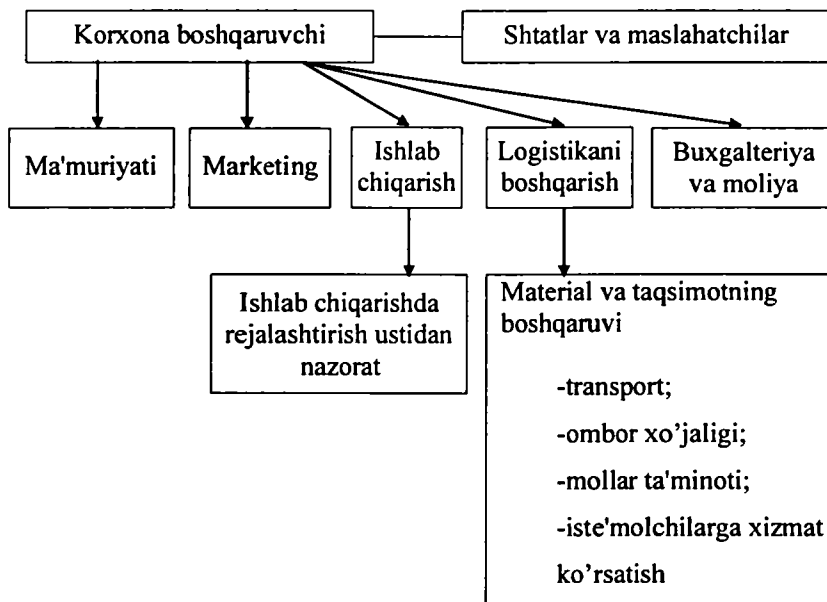 Korxona boshqaruvchi
Shtatlar va maslahatchilar
Ma'muriyati
Marketing
Ishlab
chiqarish
Logistikani
boshqarish
Buxgalteriya
va moliya
Ishlab chiqarishda
rejalashtirish ustidan
nazorat
Material va taqsimotning
boshqaruvi
-transport;
-ombor xo’jaligi;
-mollar ta'minoti;
-iste'molchilarga xizmat
ko’rsatish